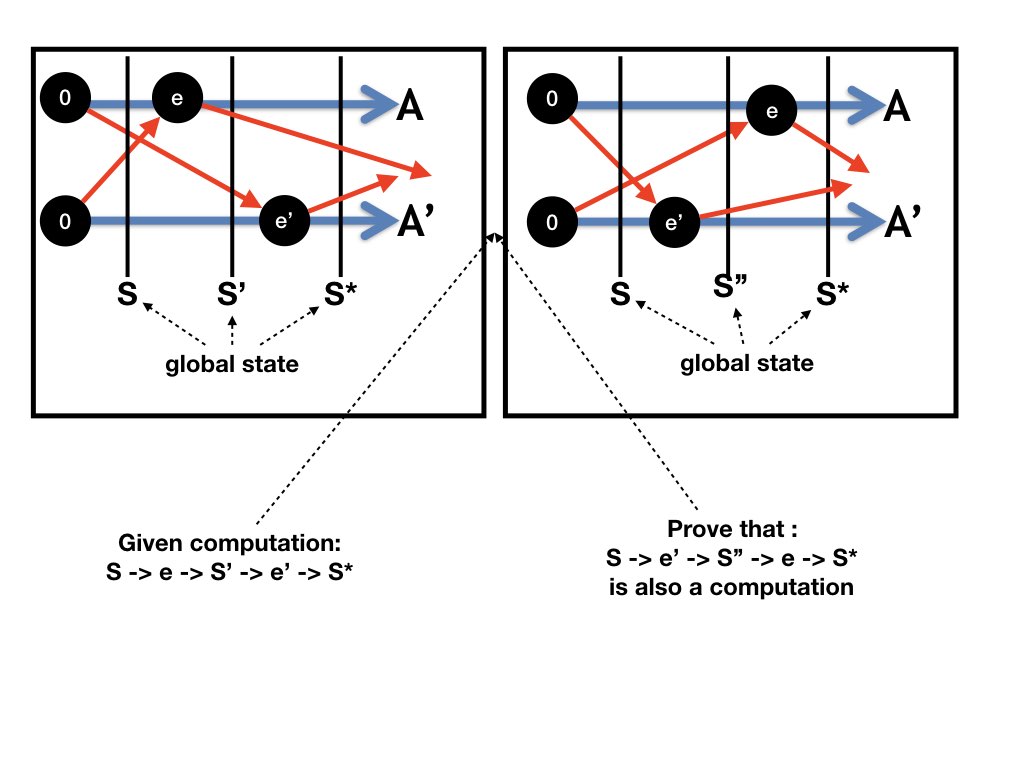 0 e A
0 e' A'
S S' S*
global state
0 e A
0 e' A'
S S” S*
global state
Given computation:
S -> e -> S’ -> e’ -> S*
Prove that :
S -> e’ -> S” -> e -> S*
is also a computation